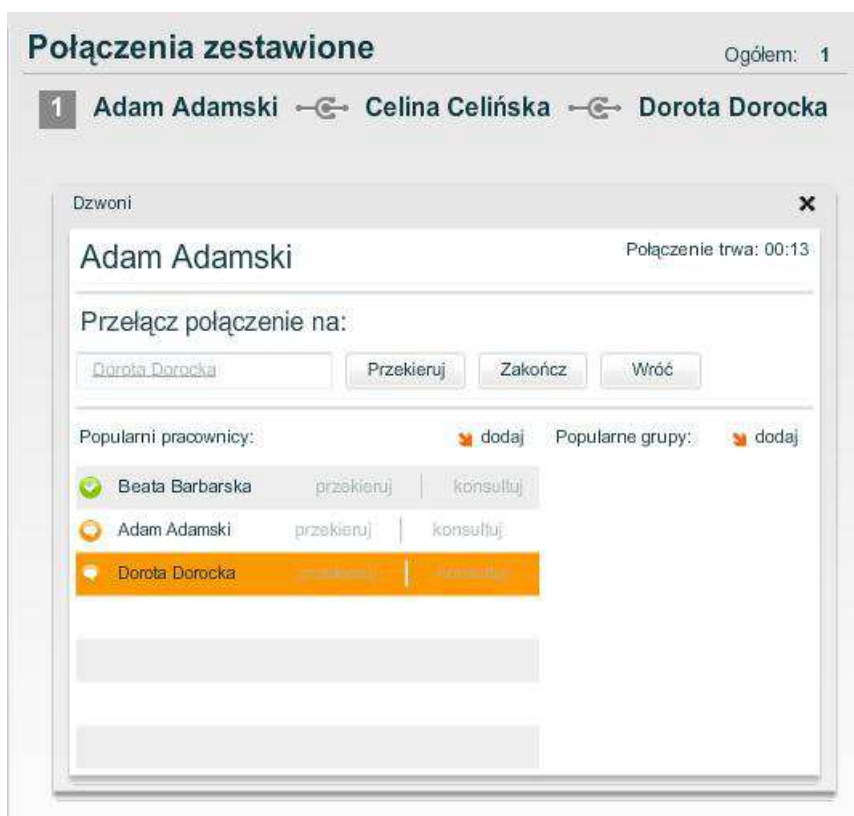 Połączenia zestawione Ogółem: 1
1 Adam Adamski Celina Celińska Dorota Dorocka
Dzwoni
Adam Adamski Połączenie trwa: 00:13
Przełącz połączenie na:
Dorota Dorocka Przekieruj Zakończ Wróć
Popularni pracownicy: dodaj Popularne grupy: dodaj
Beata Barbarska przekieruj konsultuj
Adam Adamski przekieruj konsultuj
Dorota Dorocka przekieruj konsultuj